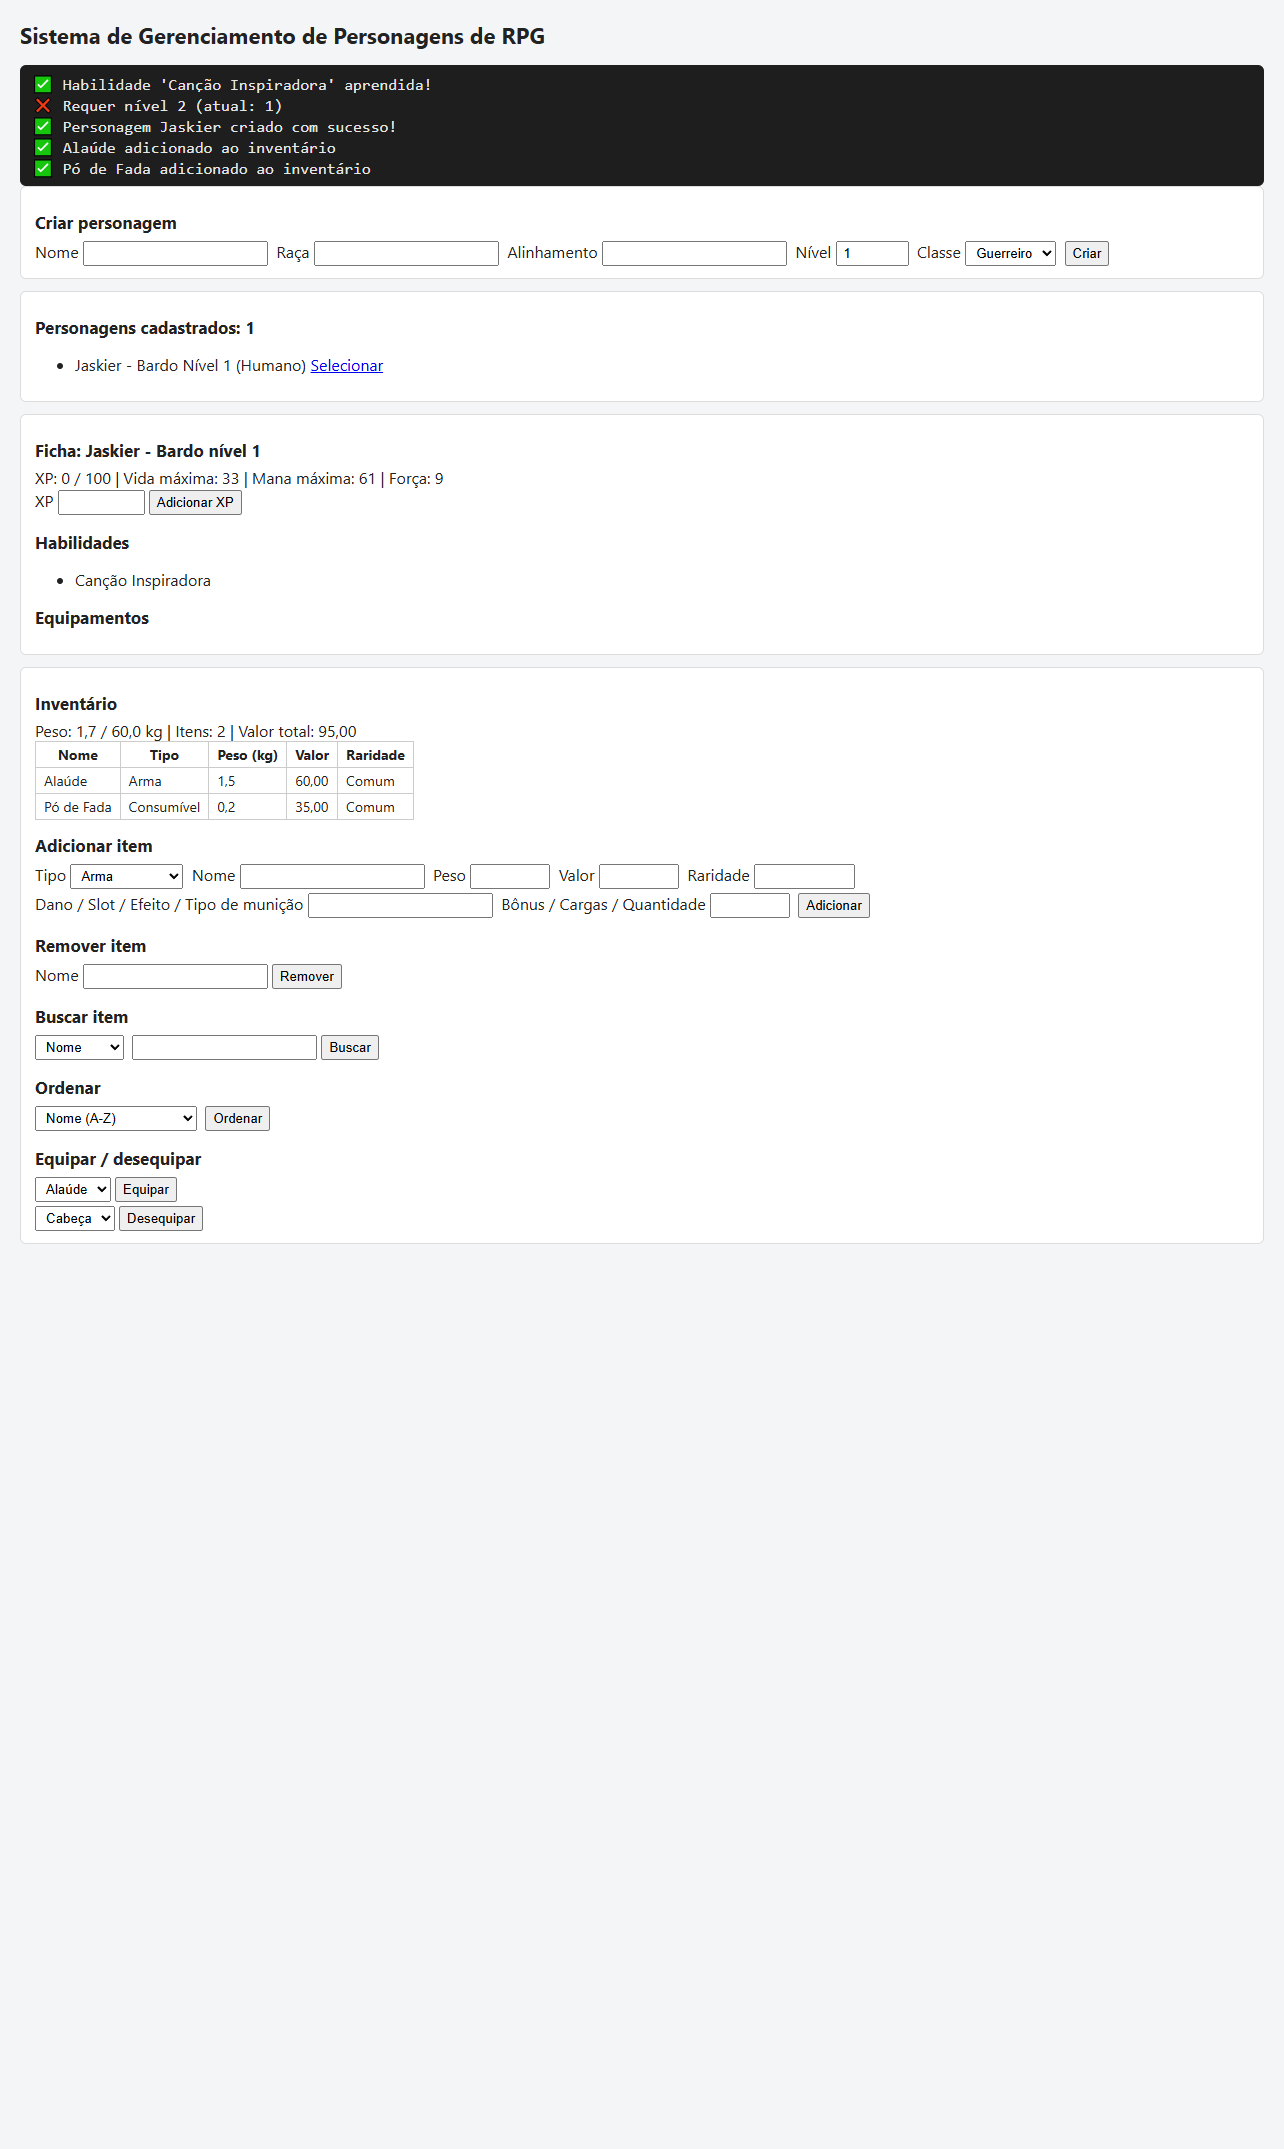 Sistema de Gerenciamento de Personagens de RPG
✅ Habilidade 'Canção Inspiradora' aprendida!
❌ Requer nível 2 (atual: 1)
✅ Personagem Jaskier criado com sucesso!
✅ Alaúde adicionado ao inventário
✅ Pó de Fada adicionado ao inventário
Criar personagem
Nome Raça Alinhamento Nível 1 Classe Guerreiro Criar
Personagens cadastrados: 1
• Jaskier - Bardo Nível 1 (Humano) Selecionar
Ficha: Jaskier - Bardo nível 1
XP: 0 / 100 | Vida máxima: 33 | Mana máxima: 61 | Força: 9
XP Adicionar XP
Habilidades
• Canção Inspiradora
Equipamentos
Inventário
Peso: 1,7 / 60,0 kg | Itens: 2 | Valor total: 95,00
Nome Tipo Peso (kg) Valor Raridade
Alaúde Arma 1,5 60,00 Comum
Pó de Fada Consumível 0,2 35,00 Comum
Adicionar item
Tipo Arma Nome Peso Valor Raridade
Dano / Slot / Efeito / Tipo de munição Bônus / Cargas / Quantidade Adicionar
Remover item
Nome Remover
Buscar item
Nome Buscar
Ordenar
Nome (A-Z) Ordenar
Equipar / desequipar
Alaúde Equipar
Cabeça Desequipar